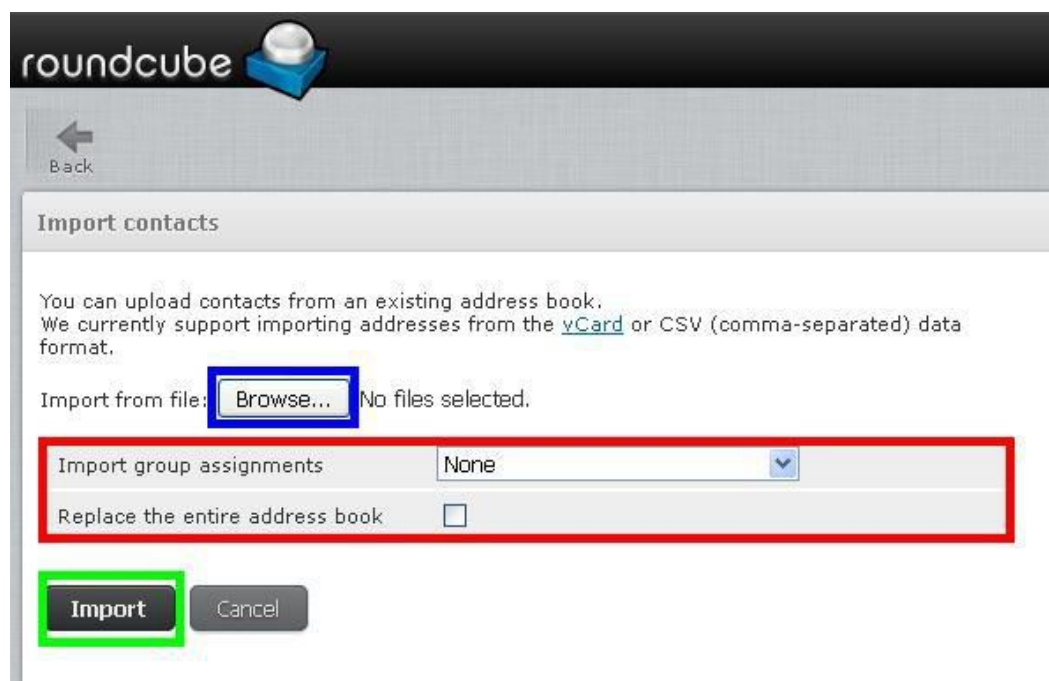 roundcube
Back
Import contacts
You can upload contacts from an existing address book.
We currently support importing addresses from the vCard or CSV (comma-separated) data
format.
Import from file: Browse... No files selected.
Import group assignments None
Replace the entire address book
Import Cancel